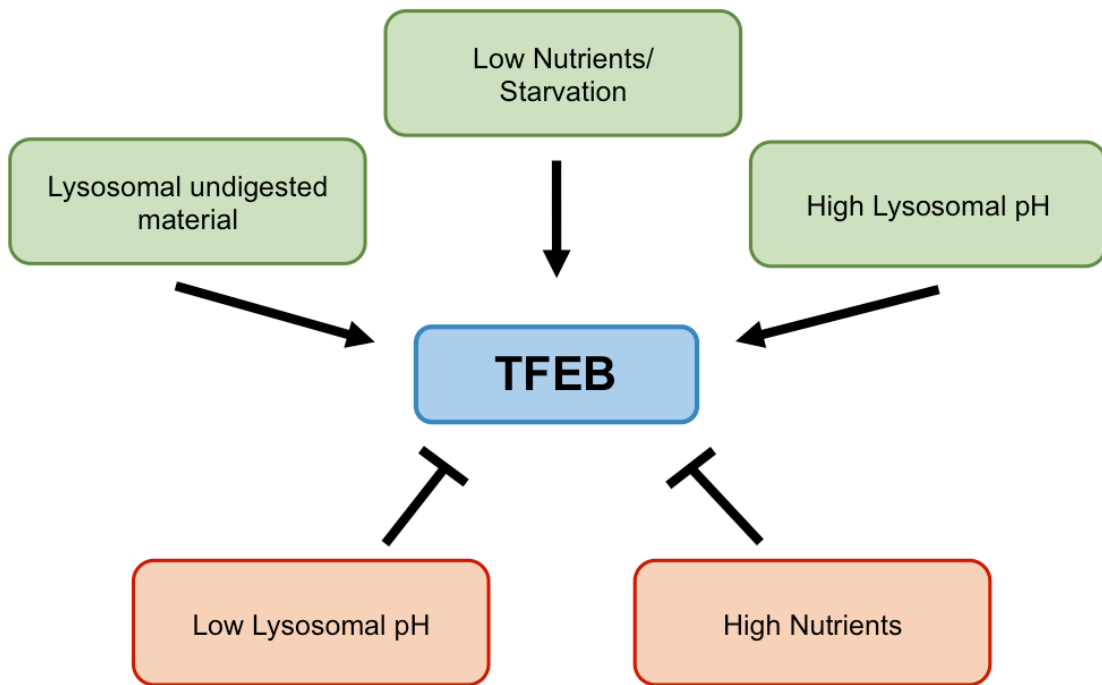 Low Nutrients/
Starvation
Lysosomal undigested
material
High Lysosomal pH
TFEB
Low Lysosomal pH
High Nutrients